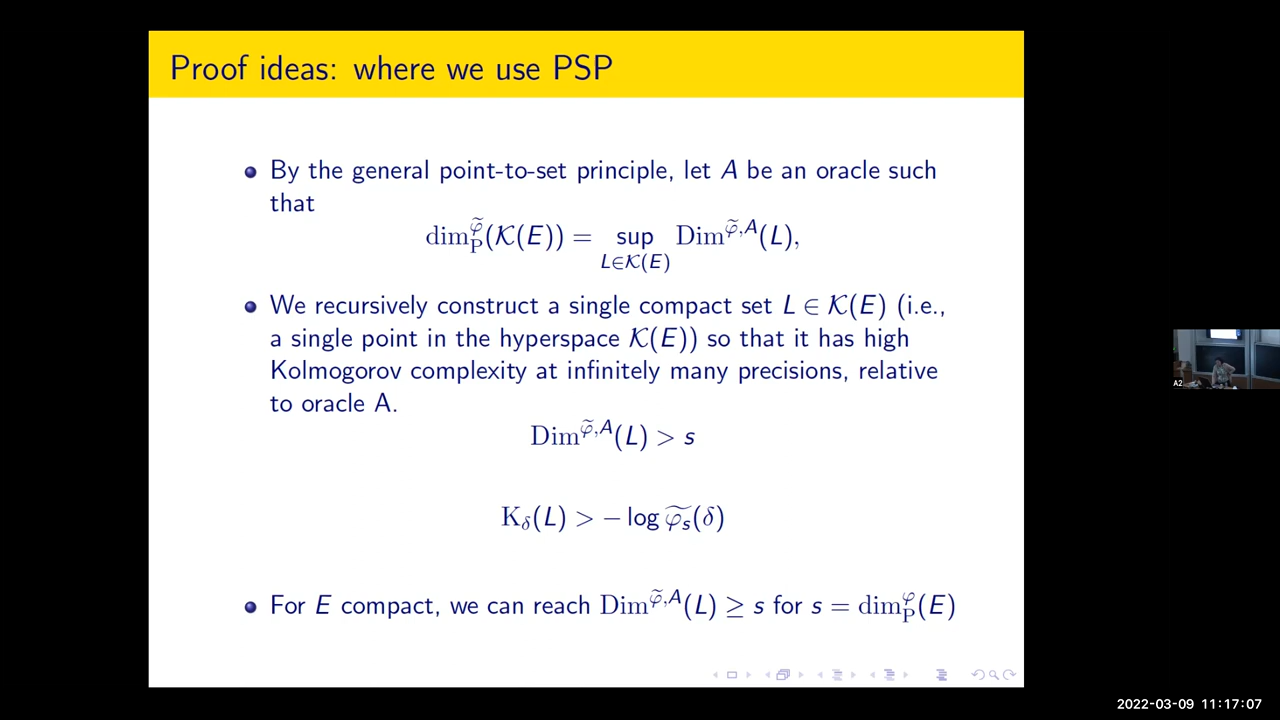 Proof ideas: where we use PSP
By the general point-to-set principle, let A be an oracle such
that
dim_P^φ̃(𝒦(E)) = sup_{L∈𝒦(E)} Dim^{φ̃,A}(L),
We recursively construct a single compact set L ∈ 𝒦(E) (i.e.,
a single point in the hyperspace 𝒦(E)) so that it has high
Kolmogorov complexity at infinitely many precisions, relative
to oracle A.
Dim^{φ̃,A}(L) > s
K_δ(L) > − log φ̃_s(δ)
For E compact, we can reach Dim^{φ̃,A}(L) ≥ s for s = dim_P^φ(E)
A2
2022-03-09 11:17:07